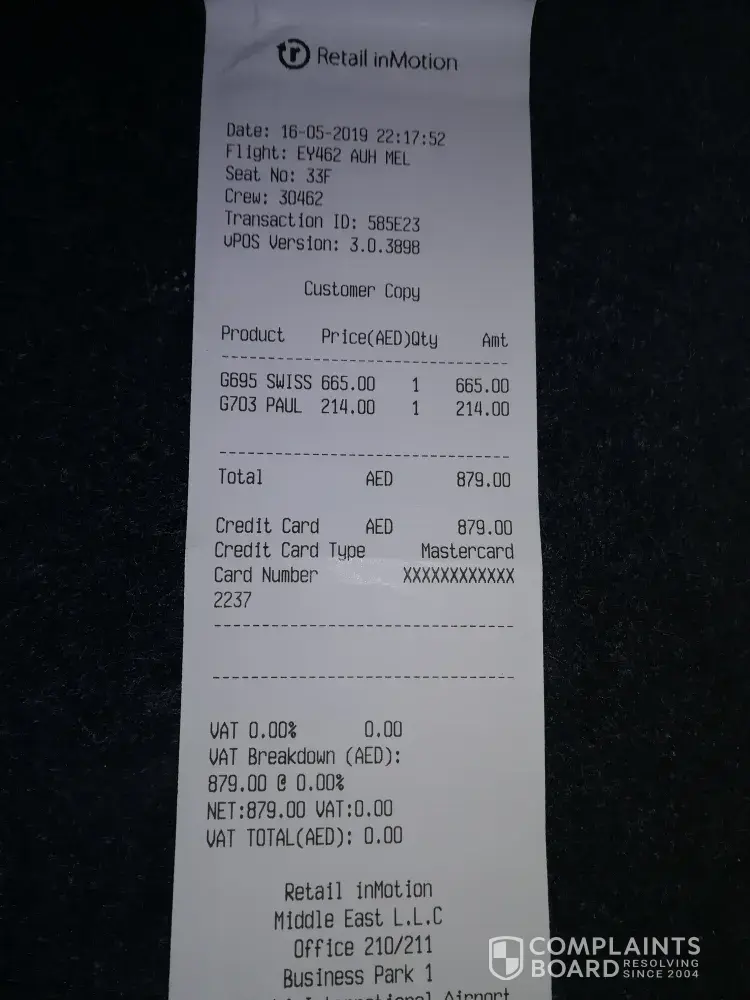 Retail inMotion
Date: 16-05-2019 22:17:52
Flight: EY462 AUH MEL
Seat No: 33F
Crew: 30462
Transaction ID: 585E23
vPOS Version: 3.0.3898
Customer Copy
Product Price(AED)Qty Amt
G695 SWISS 665.00 1 665.00
G703 PAUL 214.00 1 214.00
Total AED 879.00
Credit Card AED 879.00
Credit Card Type Mastercard
Card Number XXXXXXXXXXXX
2237
VAT 0.00% 0.00
VAT Breakdown (AED):
879.00 @ 0.00%
NET:879.00 VAT:0.00
VAT TOTAL(AED): 0.00
Retail inMotion
Middle East L.L.C
Office 210/211
Business Park 1
International Airport
COMPLAINTS
BOARD RESOLVING
SINCE 2004